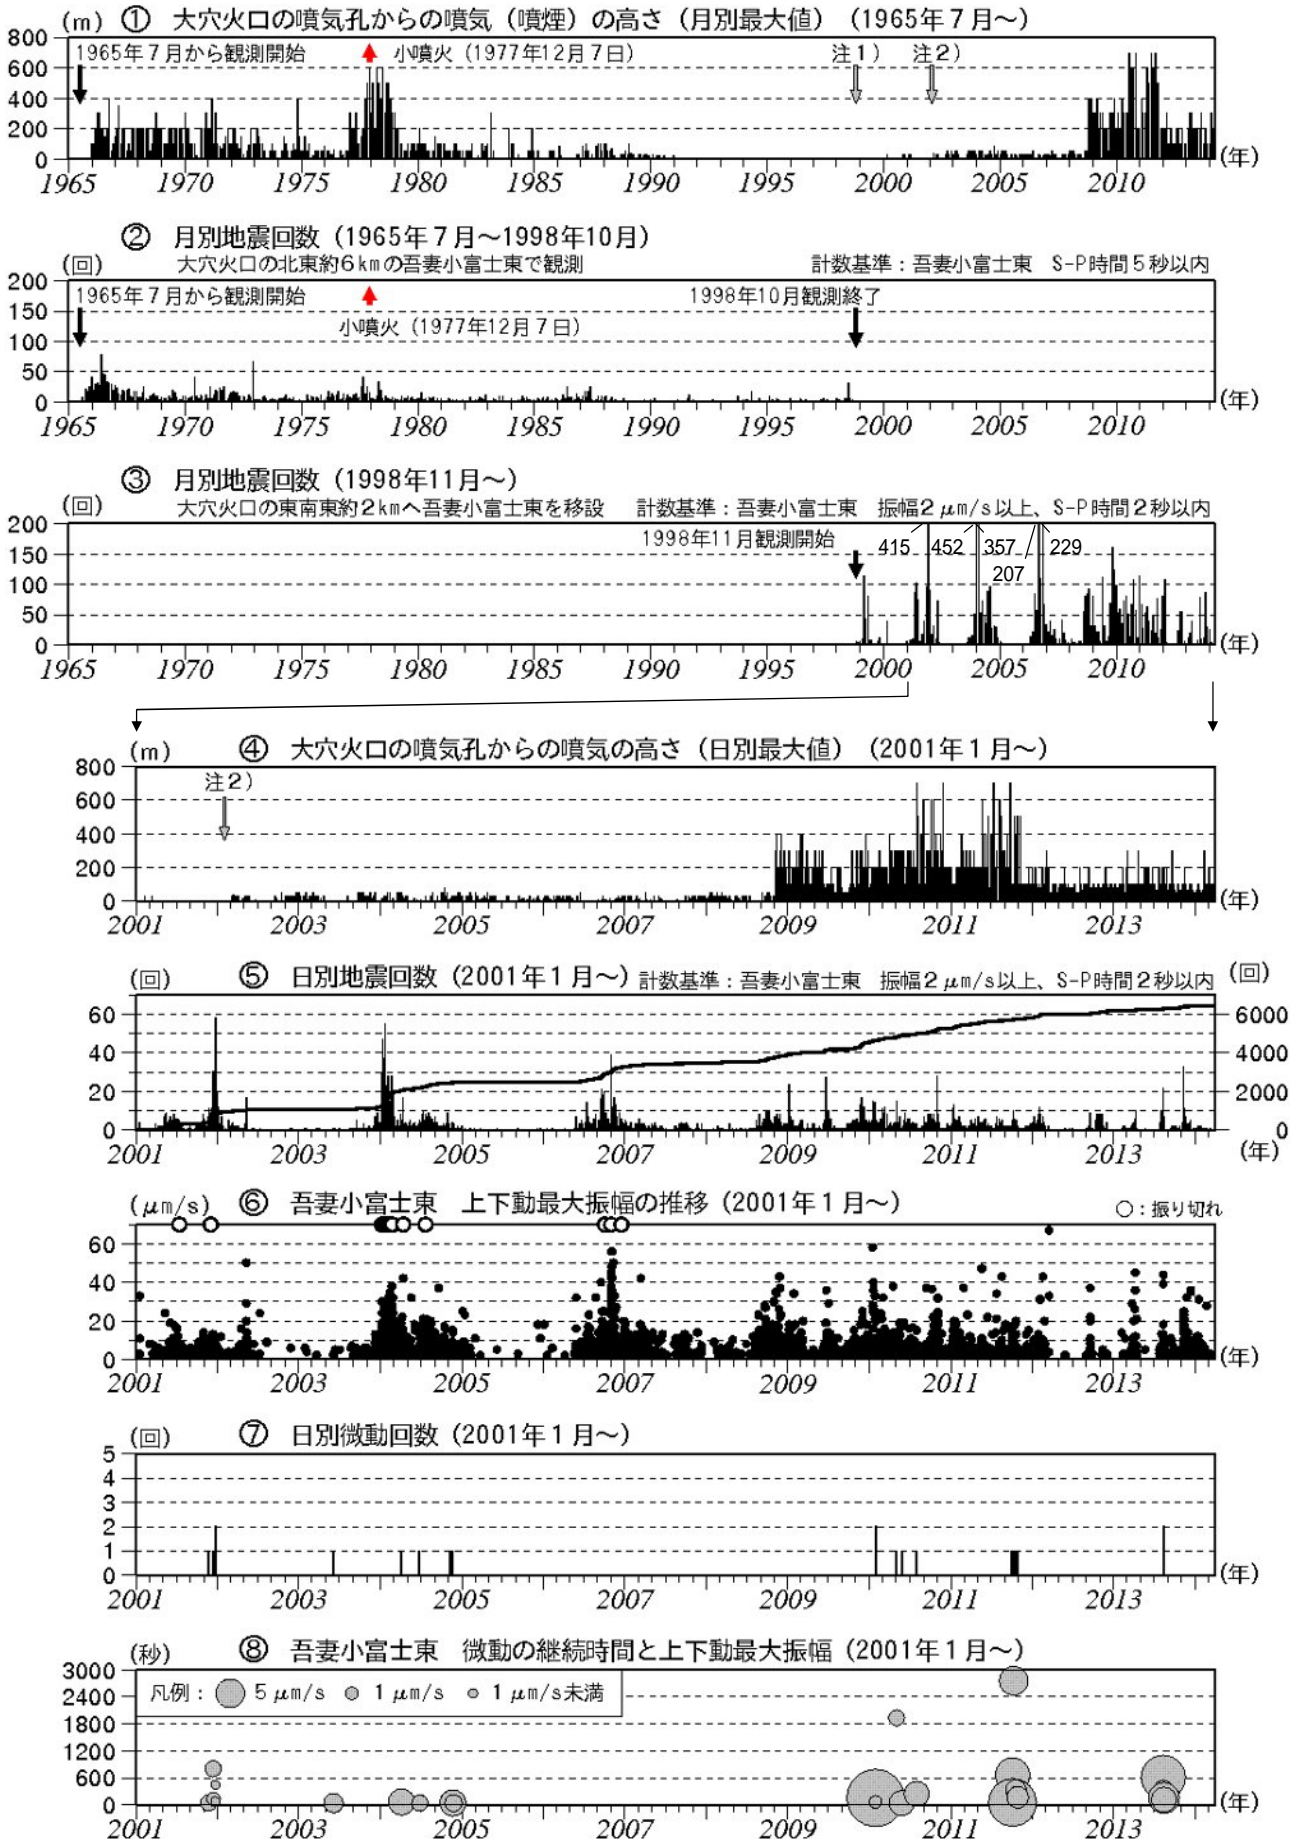 (m) ① 大穴火口の噴気孔からの噴気（噴煙）の高さ（月別最大値）（1965年７月～）
800
600
400
200
0
1965年７月から観測開始
小噴火（1977年12月７日）
注１）
注２）
1965 1970 1975 1980 1985 1990 1995 2000 2005 2010 (年)
② 月別地震回数（1965年７月～1998年10月）
(回) 大穴火口の北東約６kmの吾妻小富士東で観測 計数基準：吾妻小富士東 S-P時間５秒以内
200
150
100
50
0
1965年７月から観測開始
小噴火（1977年12月７日）
1998年10月観測終了
1965 1970 1975 1980 1985 1990 1995 2000 2005 2010 (年)
③ 月別地震回数（1998年11月～）
(回) 大穴火口の東南東約２kmへ吾妻小富士東を移設 計数基準：吾妻小富士東 振幅２μm/s以上、S-P時間２秒以内
200
150
100
50
0
1998年11月観測開始
415 452 357 229
207
1965 1970 1975 1980 1985 1990 1995 2000 2005 2010 (年)
(m) ④ 大穴火口の噴気孔からの噴気の高さ（日別最大値）（2001年１月～）
800
600
400
200
0
注２）
2001 2003 2005 2007 2009 2011 2013 (年)
(回) ⑤ 日別地震回数（2001年１月～） 計数基準：吾妻小富士東 振幅２μm/s以上、S-P時間２秒以内 (回)
60 6000
40 4000
20 2000
0 0
2001 2003 2005 2007 2009 2011 2013 (年)
(μm/s) ⑥ 吾妻小富士東 上下動最大振幅の推移（2001年１月～） ○：振り切れ
60
40
20
0
2001 2003 2005 2007 2009 2011 2013 (年)
(回) ⑦ 日別微動回数（2001年１月～）
5
4
3
2
1
0
2001 2003 2005 2007 2009 2011 2013 (年)
(秒) ⑧ 吾妻小富士東 微動の継続時間と上下動最大振幅（2001年１月～）
3000
2400
1800
1200
600
0
凡例： 5 μm/s 1 μm/s 1 μm/s未満
2001 2003 2005 2007 2009 2011 2013 (年)